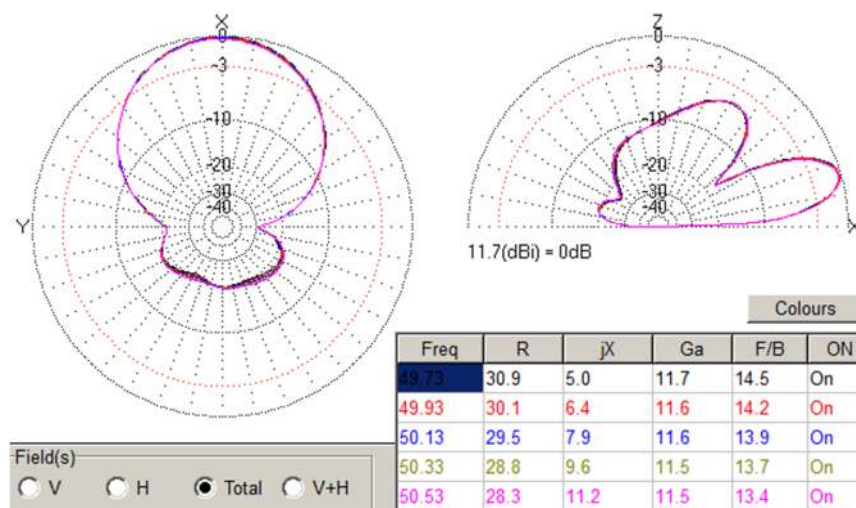 X
0
-3
-10
-20
-30
-40
Y
Z
0
-3
-10
-20
-30
-40
X
11.7(dBi) = 0dB
Colours
Freq R jX Ga F/B ON
49.73 30.9 5.0 11.7 14.5 On
49.93 30.1 6.4 11.6 14.2 On
50.13 29.5 7.9 11.6 13.9 On
50.33 28.8 9.6 11.5 13.7 On
50.53 28.3 11.2 11.5 13.4 On
Field(s)
V H Total V+H